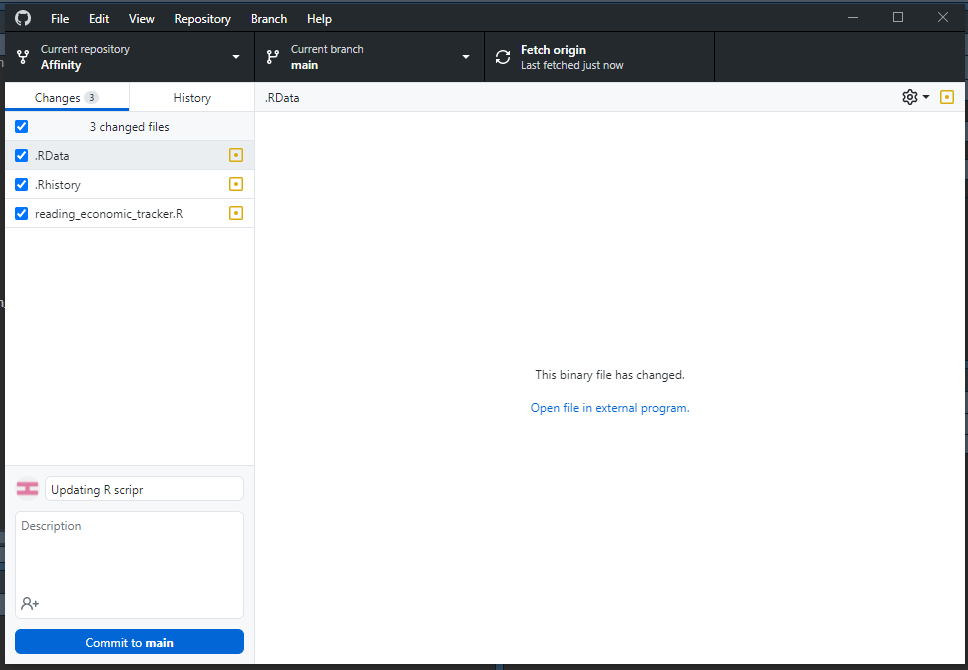 File Edit View Repository Branch Help
Current repository
Affinity
Current branch
main
Fetch origin
Last fetched just now
Changes 3
History
.RData
3 changed files
.RData
.Rhistory
reading_economic_tracker.R
This binary file has changed.
Open file in external program.
Updating R scripr
Description
Commit to main